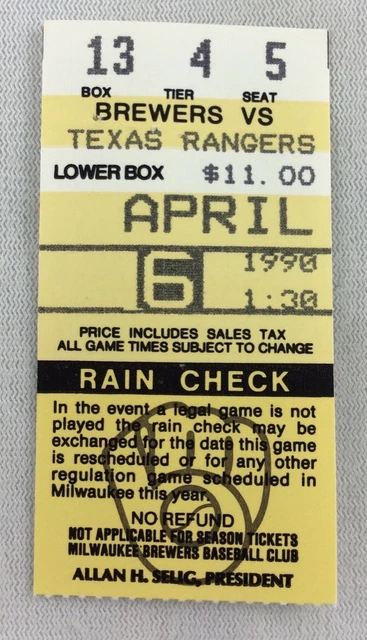 13 4 5
BOX TIER SEAT
BREWERS VS
TEXAS RANGERS
LOWER BOX $11.00
APRIL
6 1990
1:30
PRICE INCLUDES SALES TAX
ALL GAME TIMES SUBJECT TO CHANGE
RAIN CHECK
In the event a legal game is not
played the rain check may be
exchanged for the date this game
is rescheduled or for any other
regulation game scheduled in
Milwaukee this year.
NO REFUND
NOT APPLICABLE FOR SEASON TICKETS
MILWAUKEE BREWERS BASEBALL CLUB
ALLAN H. SELIG, PRESIDENT